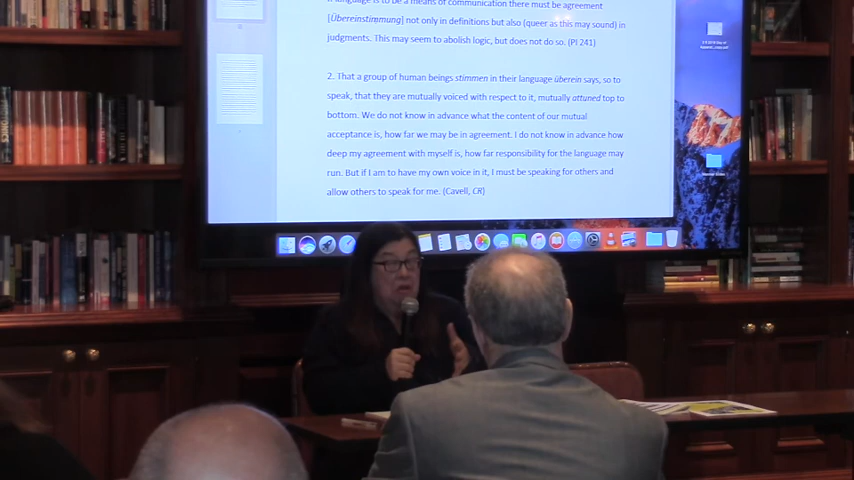 language is to be a means of communication there must be agreement
[Übereinstimmung] not only in definitions but also (queer as this may sound) in
judgments. This may seem to abolish logic, but does not do so. (PI 241)
2. That a group of human beings stimmen in their language überein says, so to
speak, that they are mutually voiced with respect to it, mutually attuned top to
bottom. We do not know in advance what the content of our mutual
acceptance is, how far we may be in agreement. I do not know in advance how
deep my agreement with myself is, how far responsibility for the language may
run. But if I am to have my own voice in it, I must be speaking for others and
allow others to speak for me. (Cavell, CR)